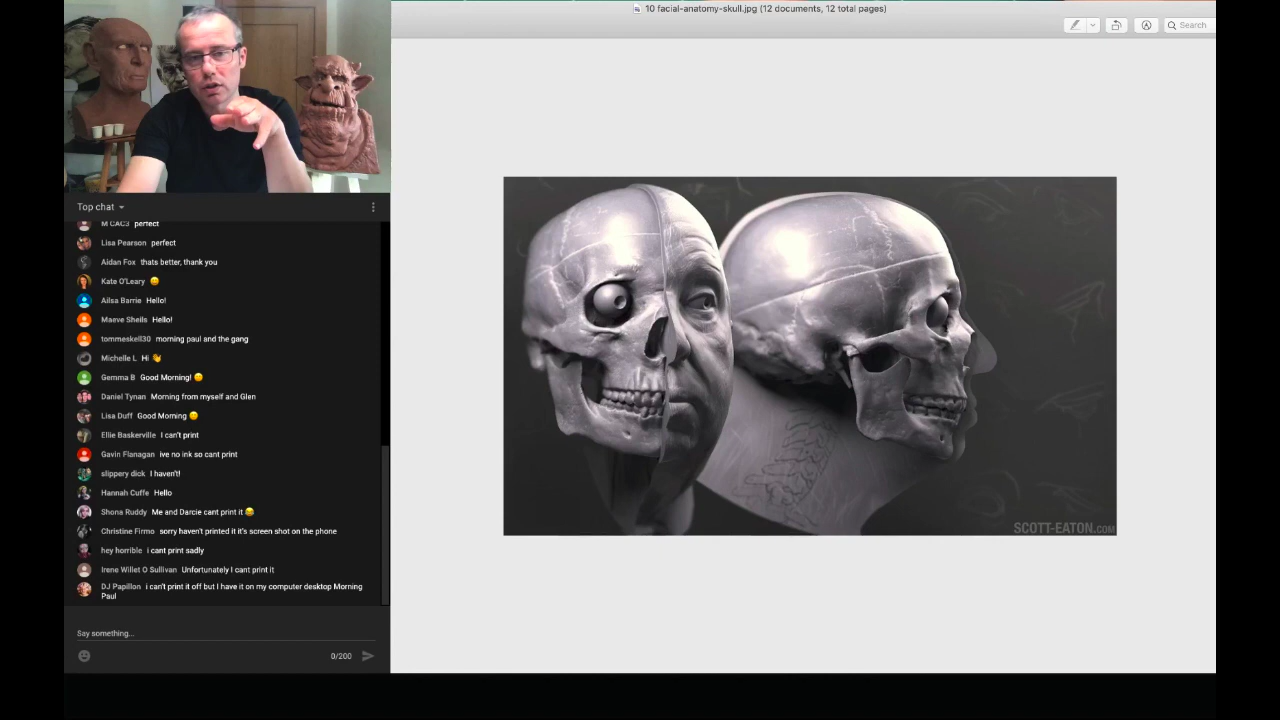 10 facial-anatomy-skull.jpg (12 documents, 12 total pages)
Search
Top chat
M CAC3 perfect
Lisa Pearson perfect
Aidan Fox thats better, thank you
Kate O'Leary 😀
Ailsa Barrie Hello!
Maeve Sheils Hello!
tommeskell30 morning paul and the gang
Michelle L Hi 👋
Gemma B Good Morning! 😊
Daniel Tynan Morning from myself and Glen
Lisa Duff Good Morning 😊
Ellie Baskerville I can't print
Gavin Flanagan ive no ink so cant print
slippery dick I haven't!
Hannah Cuffe Hello
Shona Ruddy Me and Darcie cant print it 😂
Christine Firmo sorry haven't printed it it's screen shot on the phone
hey horrible i cant print sadly
Irene Willet O Sullivan Unfortunately I cant print it
DJ Papillon i can't print it off but I have it on my computer desktop Morning
Paul
Say something...
0/200
SCOTT-EATON.COM